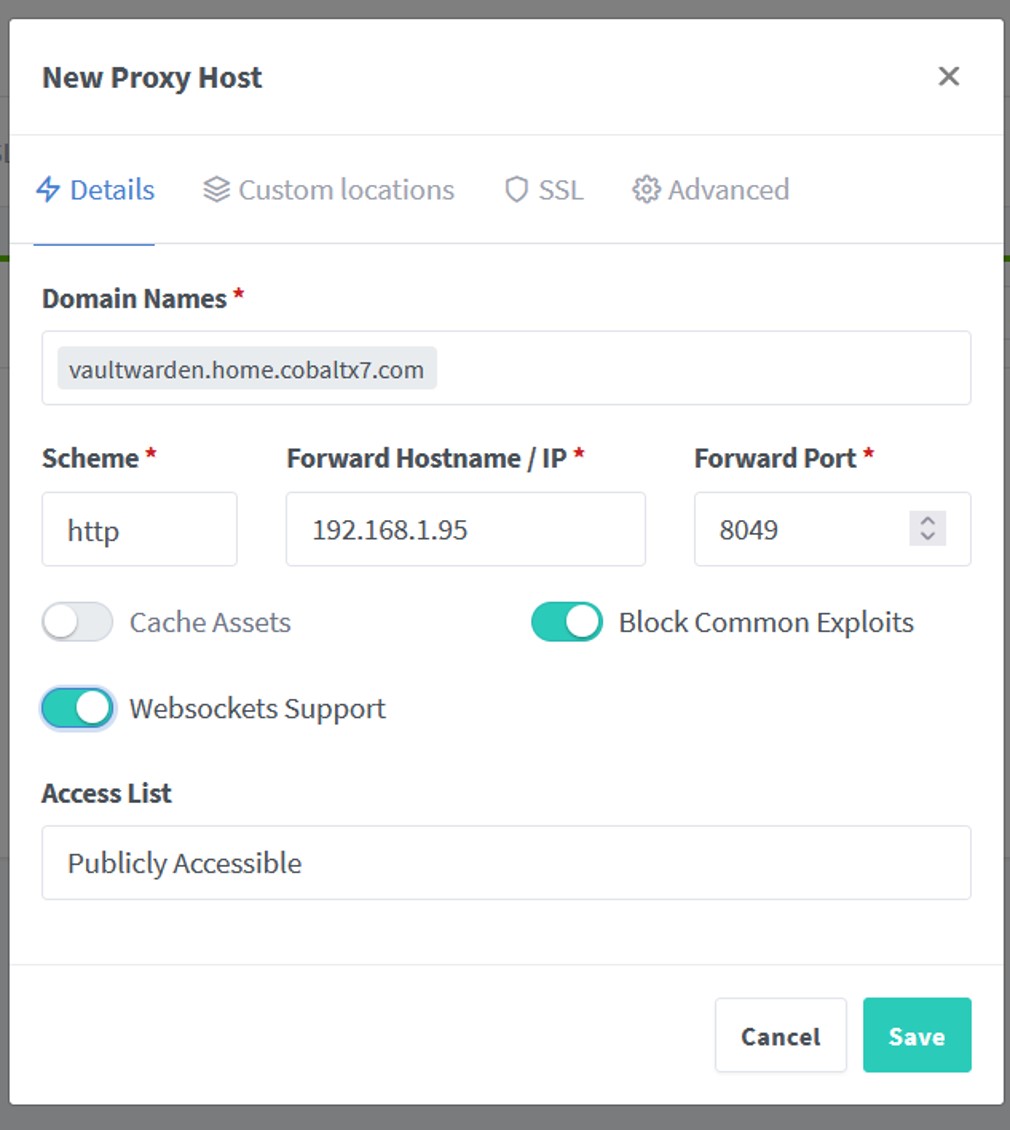 New Proxy Host
Details Custom locations SSL Advanced
Domain Names *
vaultwarden.home.cobaltx7.com
Scheme * Forward Hostname / IP * Forward Port *
http 192.168.1.95 8049
Cache Assets Block Common Exploits
Websockets Support
Access List
Publicly Accessible
Cancel Save